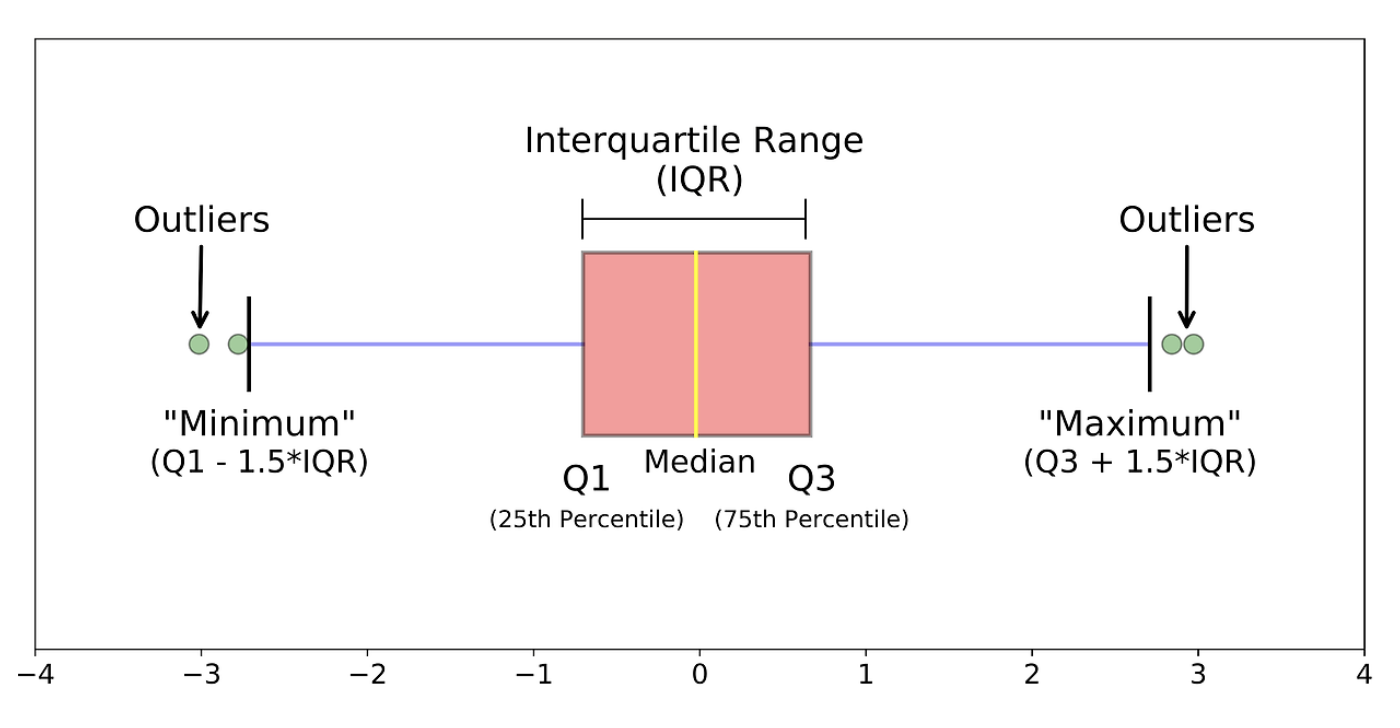 Interquartile Range
(IQR)
Outliers
Outliers
"Minimum"
(Q1 - 1.5*IQR)
"Maximum"
(Q3 + 1.5*IQR)
Median
Q1
Q3
(25th Percentile)
(75th Percentile)
−4
−3
−2
−1
0
1
2
3
4